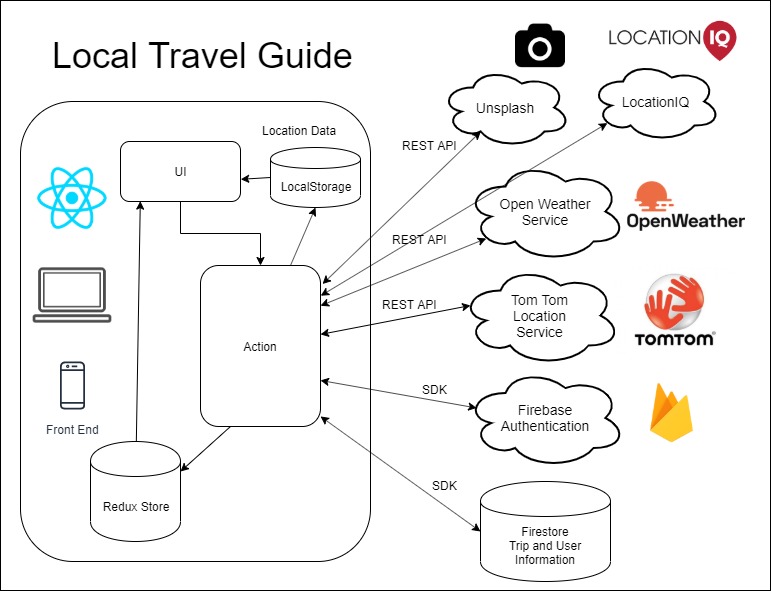 Local Travel Guide
LOCATION IQ
Unsplash
LocationIQ
Location Data
REST API
UI
LocalStorage
Open Weather
Service
OpenWeather
REST API
REST API
Tom Tom
Location
Service
TOMTOM®
Action
SDK
Firebase
Authentication
Front End
SDK
Redux Store
Firestore
Trip and User
Information